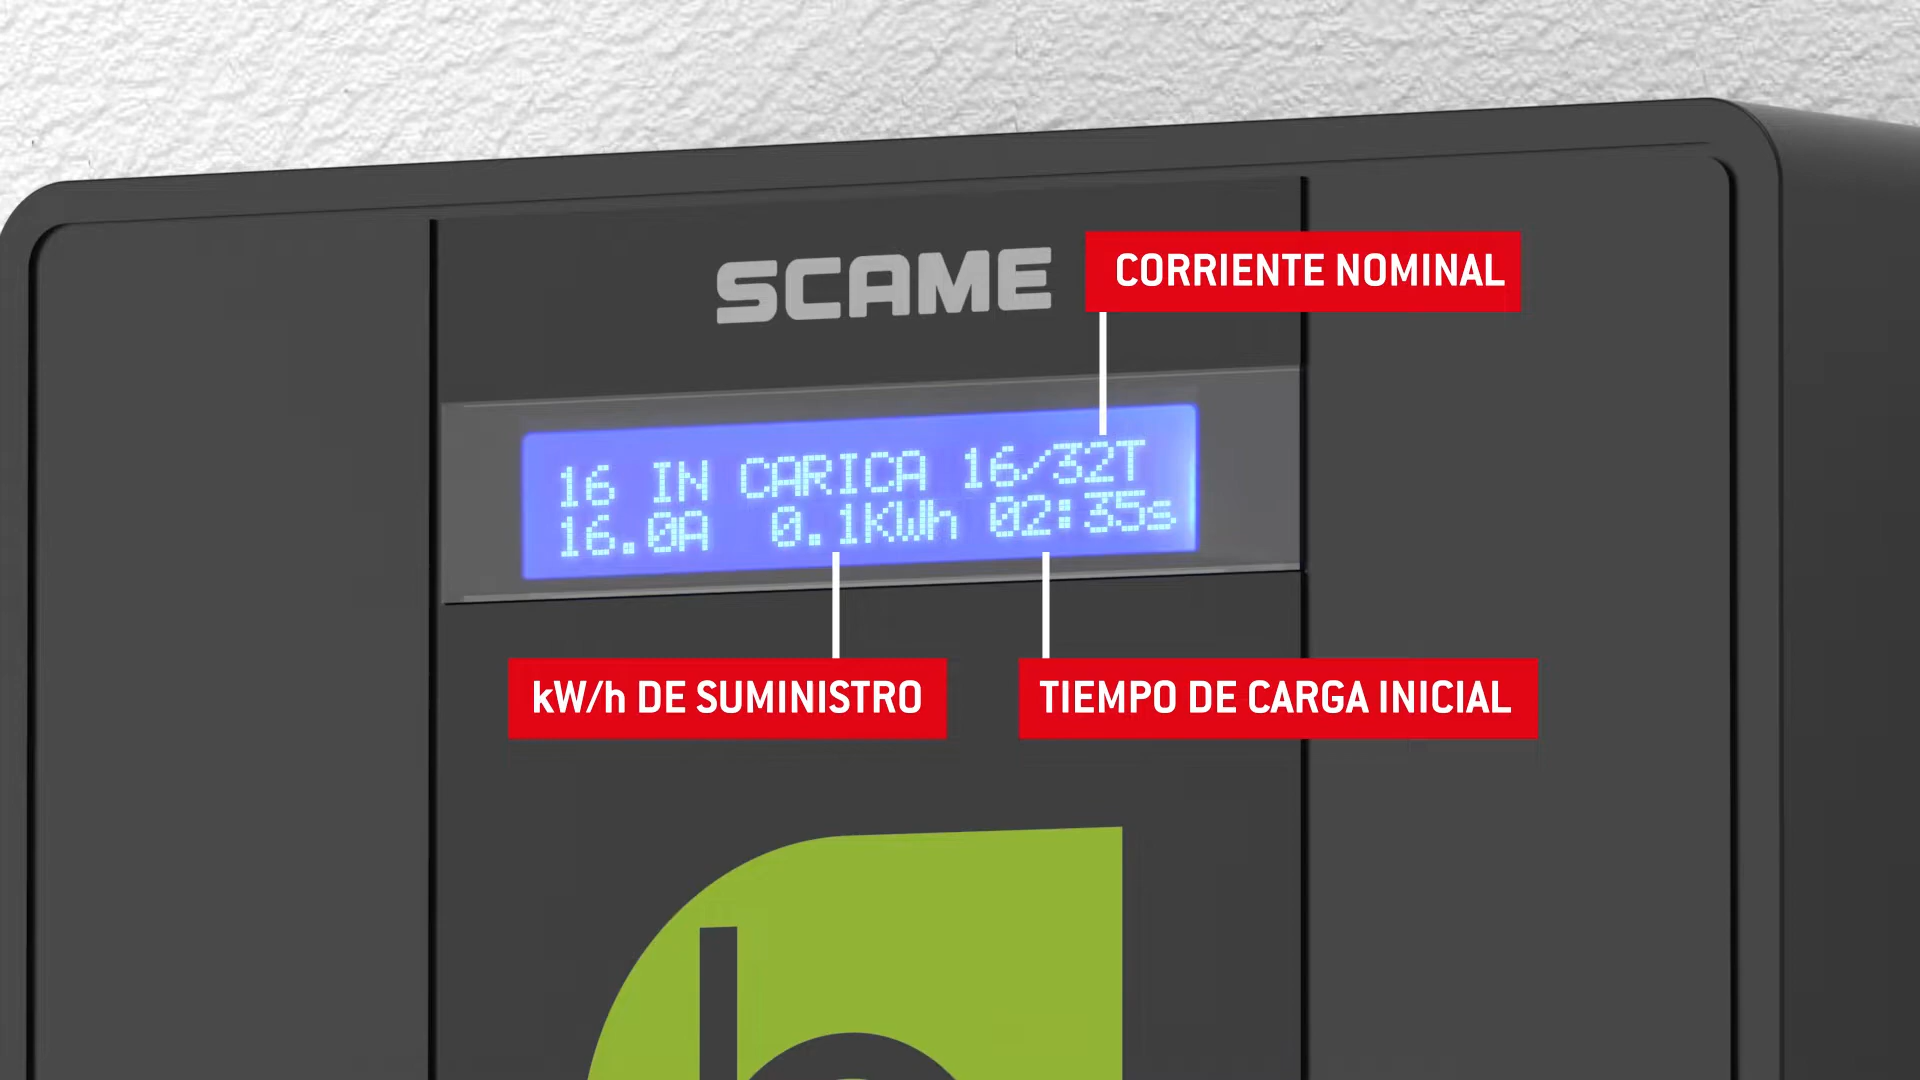 SCAME
CORRIENTE NOMINAL
16 IN CARICA 16/32T
16.0A 0.1KWh 02:35s
kW/h DE SUMINISTRO
TIEMPO DE CARGA INICIAL